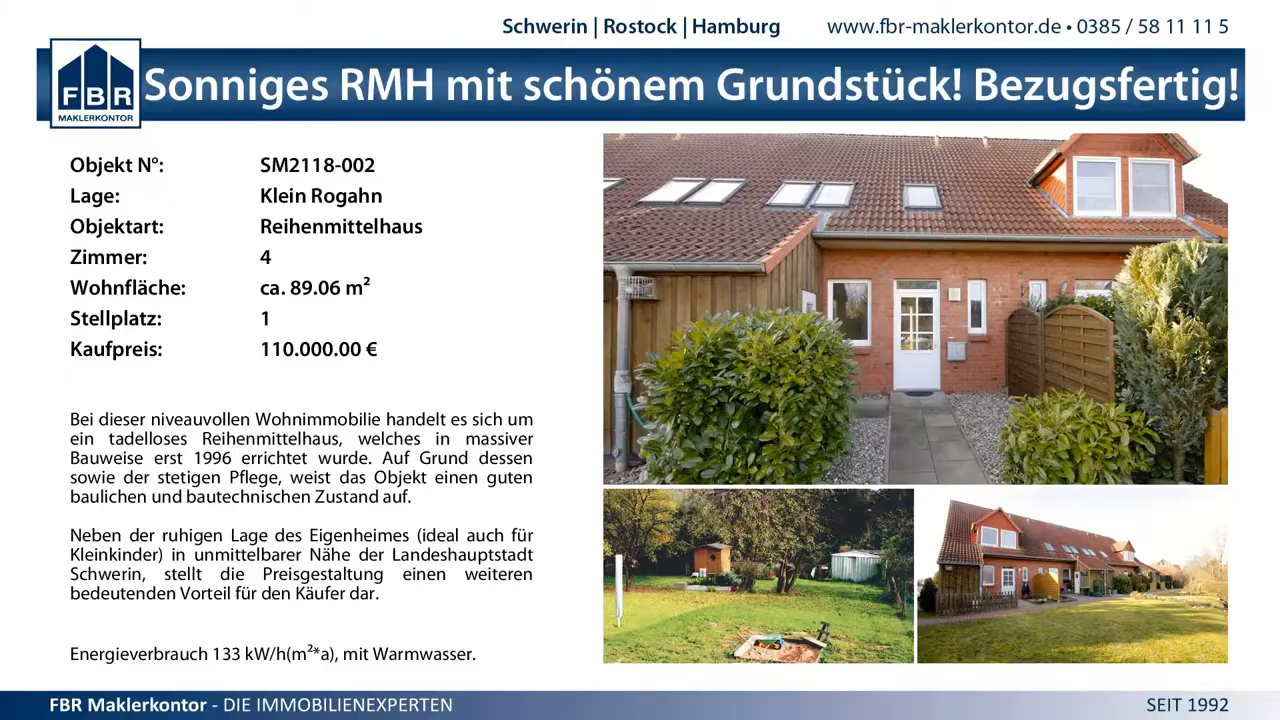 Schwerin | Rostock | Hamburg www.fbr-maklerkontor.de • 0385 / 58 11 11 5
FBR
MAKLERKONTOR
Sonniges RMH mit schönem Grundstück! Bezugsfertig!
Objekt N°: SM2118-002
Lage: Klein Rogahn
Objektart: Reihenmittelhaus
Zimmer: 4
Wohnfläche: ca. 89.06 m²
Stellplatz: 1
Kaufpreis: 110.000.00 €
Bei dieser niveauvollen Wohnimmobilie handelt es sich um
ein tadelloses Reihenmittelhaus, welches in massiver
Bauweise erst 1996 errichtet wurde. Auf Grund dessen
sowie der stetigen Pflege, weist das Objekt einen guten
baulichen und bautechnischen Zustand auf.
Neben der ruhigen Lage des Eigenheimes (ideal auch für
Kleinkinder) in unmittelbarer Nähe der Landeshauptstadt
Schwerin, stellt die Preisgestaltung einen weiteren
bedeutenden Vorteil für den Käufer dar.
Energieverbrauch 133 kW/h(m²*a), mit Warmwasser.
FBR Maklerkontor - DIE IMMOBILIENEXPERTEN SEIT 1992